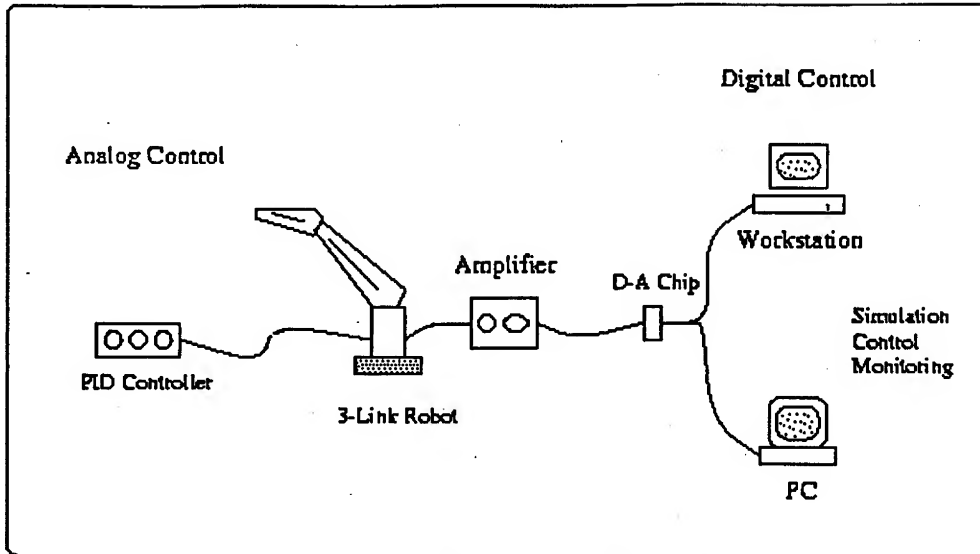 Digital Control
Analog Control
Workstation
Amplifier
D-A Chip
Simulation
Control
Monitoring
PID Controller
3-Link Robot
PC